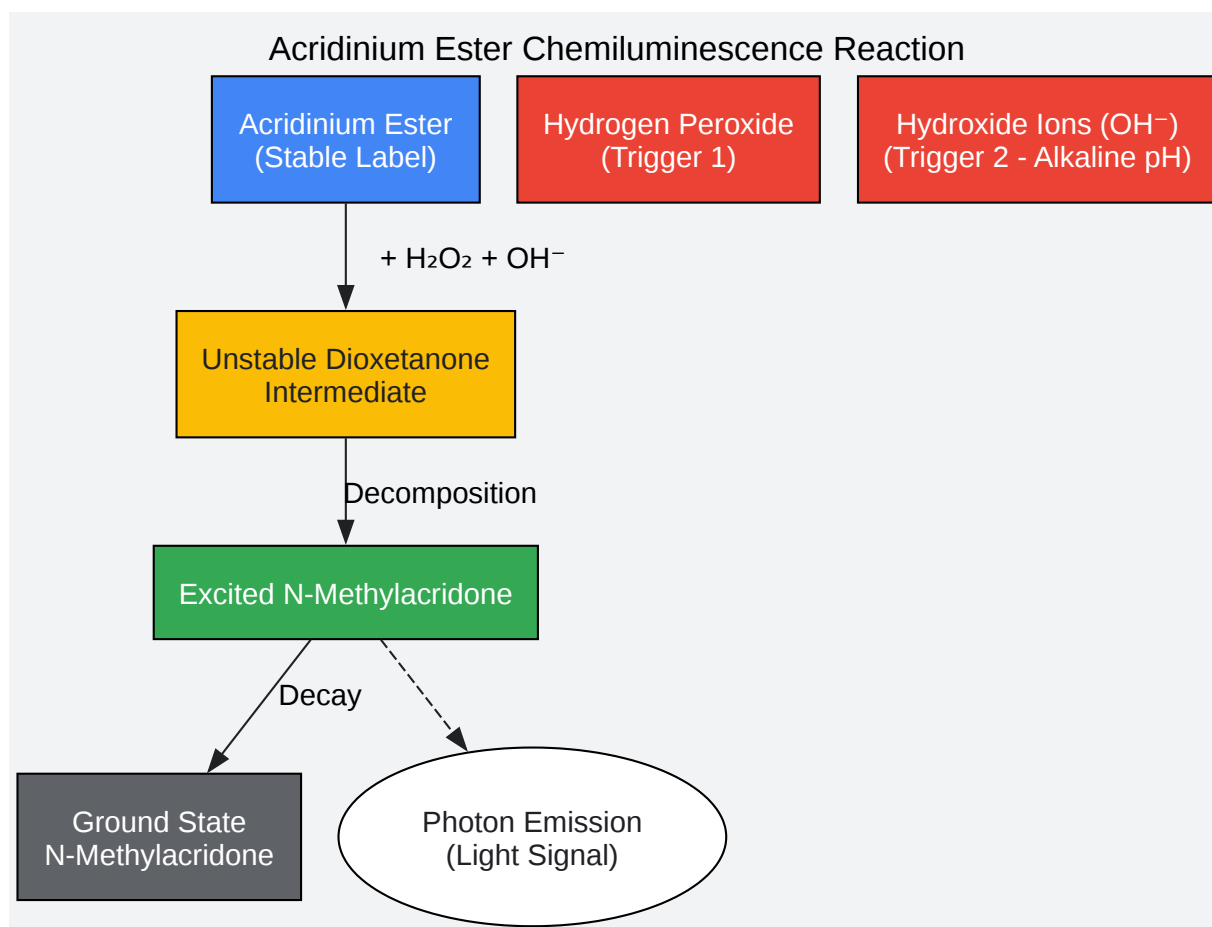 Acridinium Ester Chemiluminescence Reaction
Acridinium Ester
(Stable Label)
Hydrogen Peroxide
(Trigger 1)
Hydroxide Ions (OH⁻)
(Trigger 2 - Alkaline pH)
+ H₂O₂ + OH⁻
Unstable Dioxetanone
Intermediate
Decomposition
Excited N-Methylacridone
Decay
Ground State
N-Methylacridone
Photon Emission
(Light Signal)